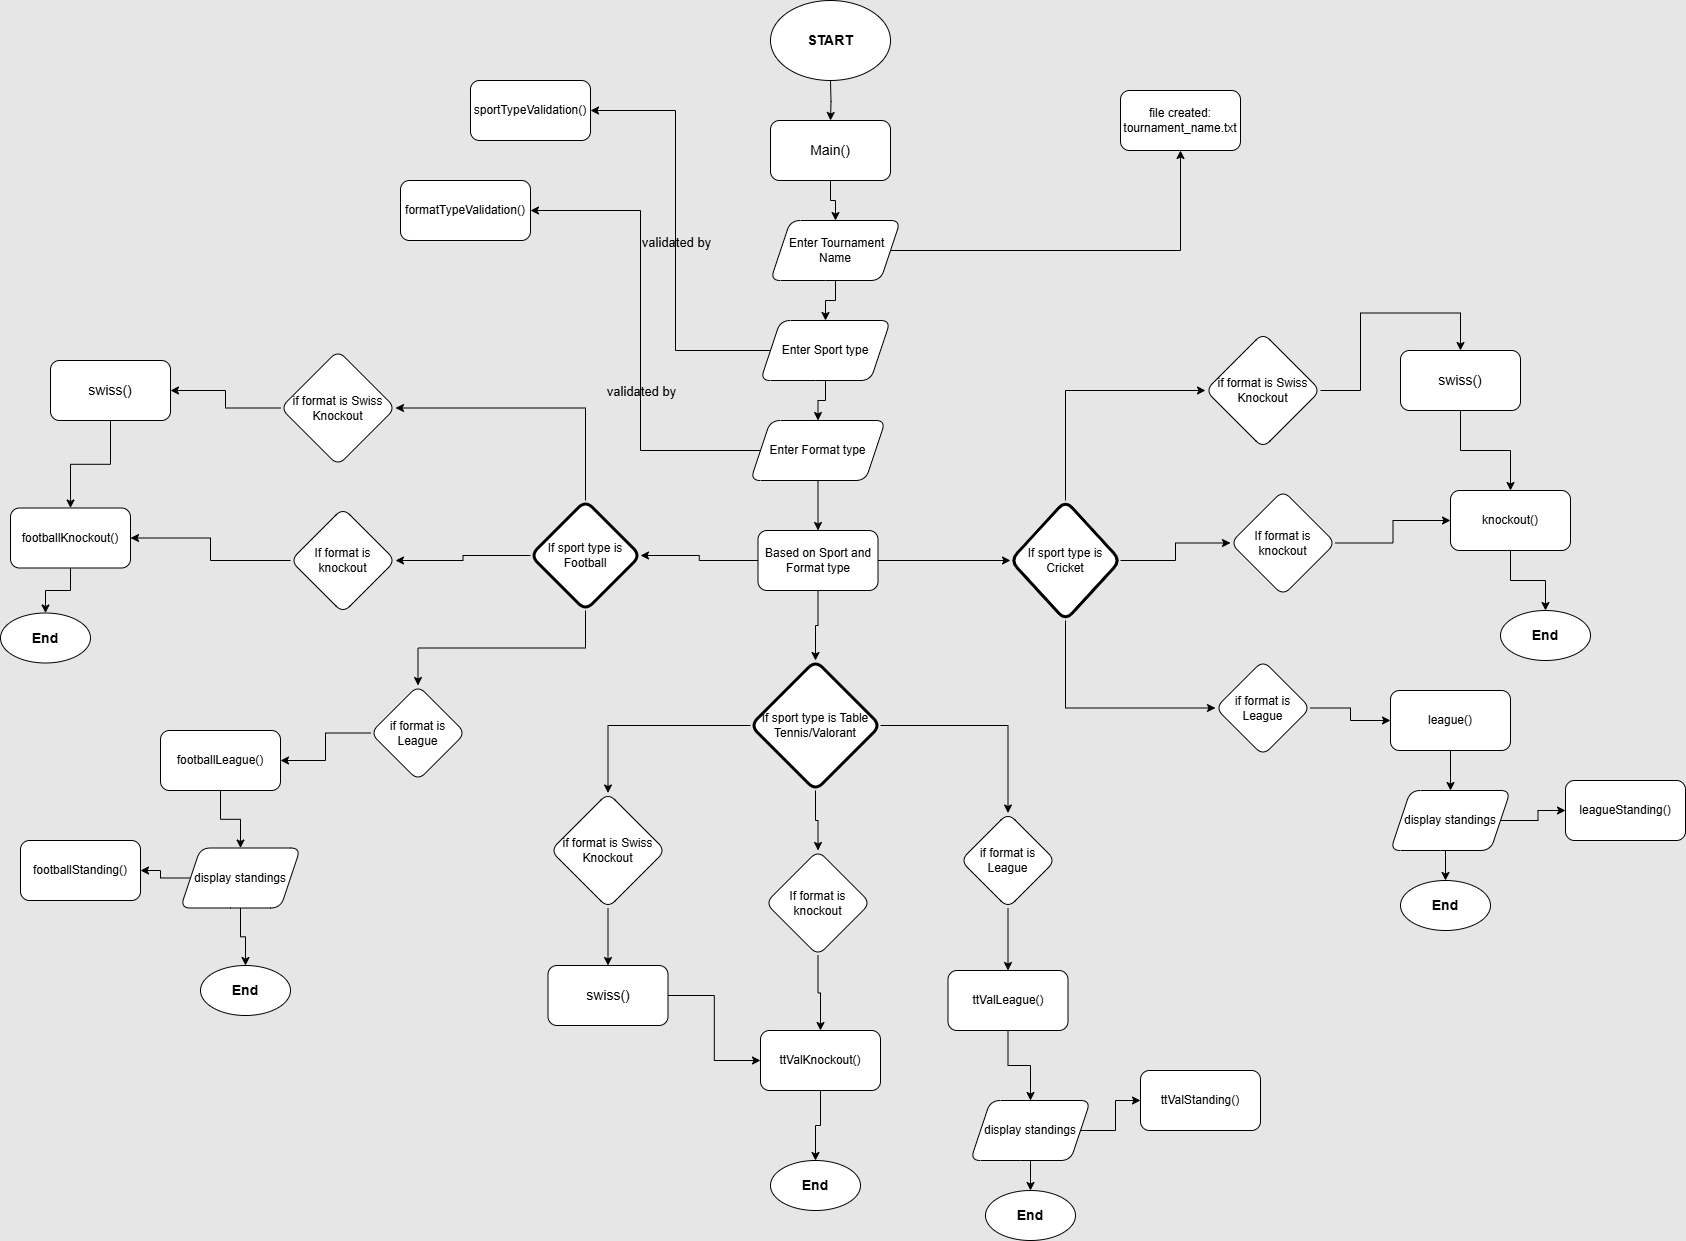 START
sportTypeValidation()
file created:
tournament_name.txt
Main()
formatTypeValidation()
validated by
Enter Tournament
Name
Enter Sport type
validated by
Enter Format type
swiss()
if format is Swiss
Knockout
if format is Swiss
Knockout
swiss()
footballKnockout()
If format is
knockout
If sport type is
Football
Based on Sport and
Format type
If sport type is
Cricket
If format is
knockout
knockout()
End
End
if format is
League
footballLeague()
If sport type is Table
Tennis/Valorant
if format is
League
league()
footballStanding()
display standings
if format is Swiss
Knockout
If format is
knockout
if format is
League
display standings
leagueStanding()
End
End
swiss()
ttValLeague()
ttValKnockout()
display standings
ttValStanding()
End
End